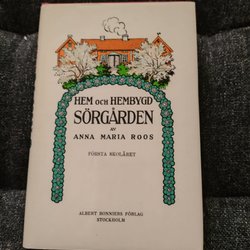 HEM OCH HEMBYGD
SÖRGÅRDEN
AV
ANNA MARIA ROOS
FÖRSTA SKOLÅRET
ALBERT BONNIERS FÖRLAG
STOCKHOLM